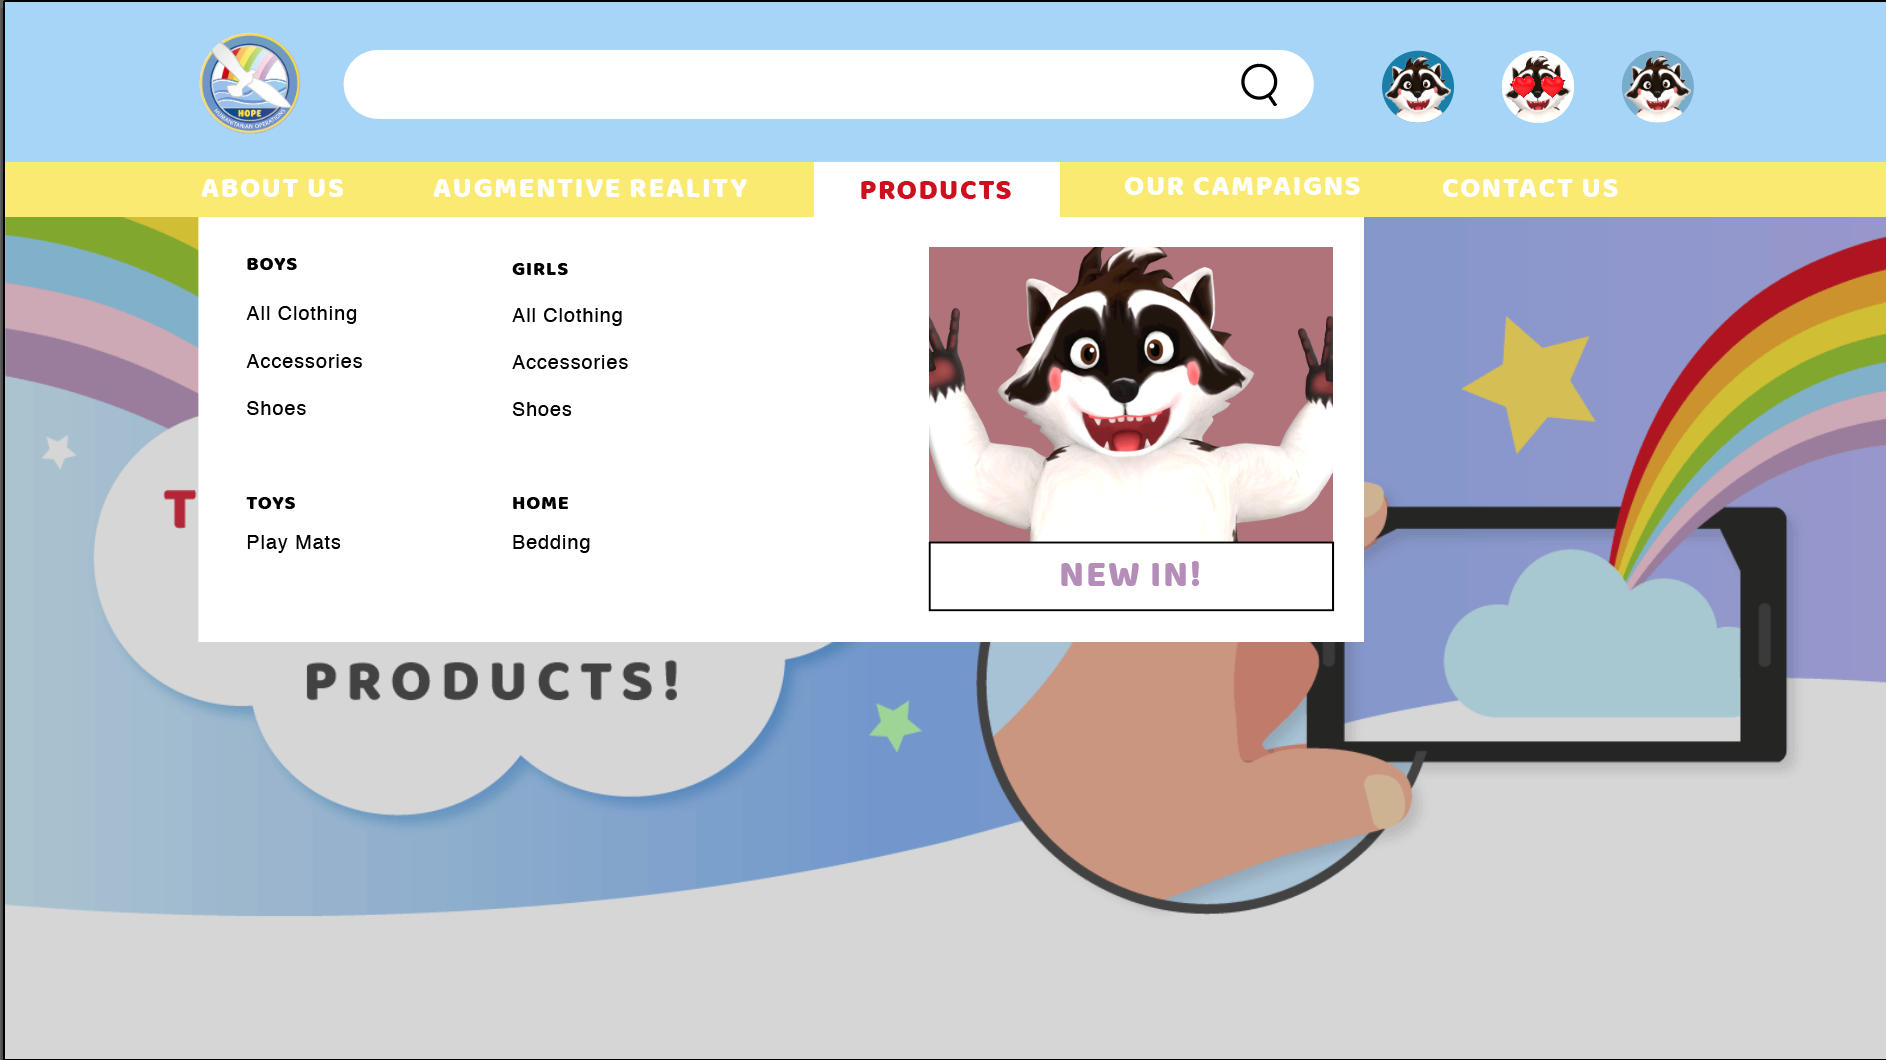 HOPE
HUMANITARIAN OPERATIONS
ABOUT US
AUGMENTIVE REALITY
PRODUCTS
OUR CAMPAIGNS
CONTACT US
BOYS
All Clothing
Accessories
Shoes
GIRLS
All Clothing
Accessories
Shoes
TOYS
Play Mats
HOME
Bedding
NEW IN!
T
PRODUCTS!